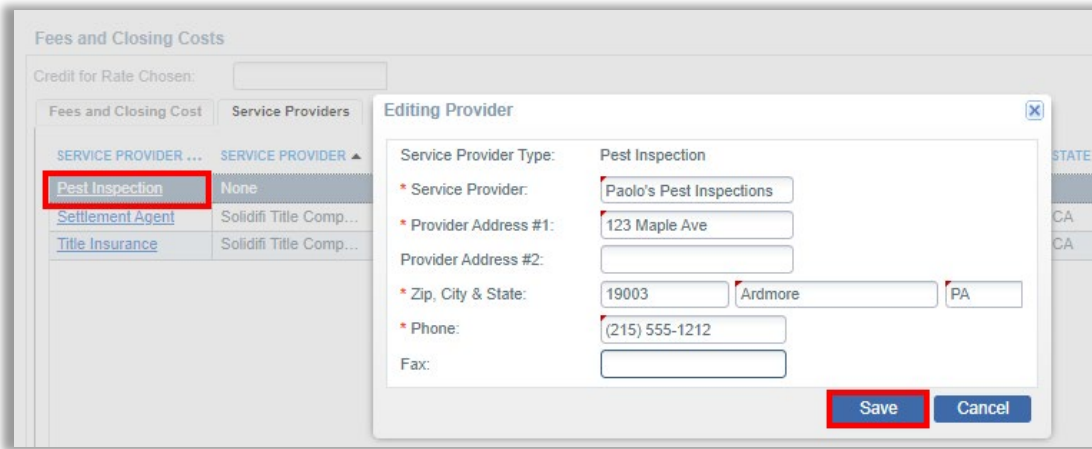 Fees and Closing Costs
Credit for Rate Chosen:
Fees and Closing Cost Service Providers
SERVICE PROVIDER ... SERVICE PROVIDER STATE
Pest Inspection None
Settlement Agent Solidifi Title Comp... CA
Title Insurance Solidifi Title Comp... CA
Editing Provider
Service Provider Type: Pest Inspection
* Service Provider: Paolo's Pest Inspections
* Provider Address #1: 123 Maple Ave
Provider Address #2:
* Zip, City & State: 19003 Ardmore PA
* Phone: (215) 555-1212
Fax:
Save Cancel